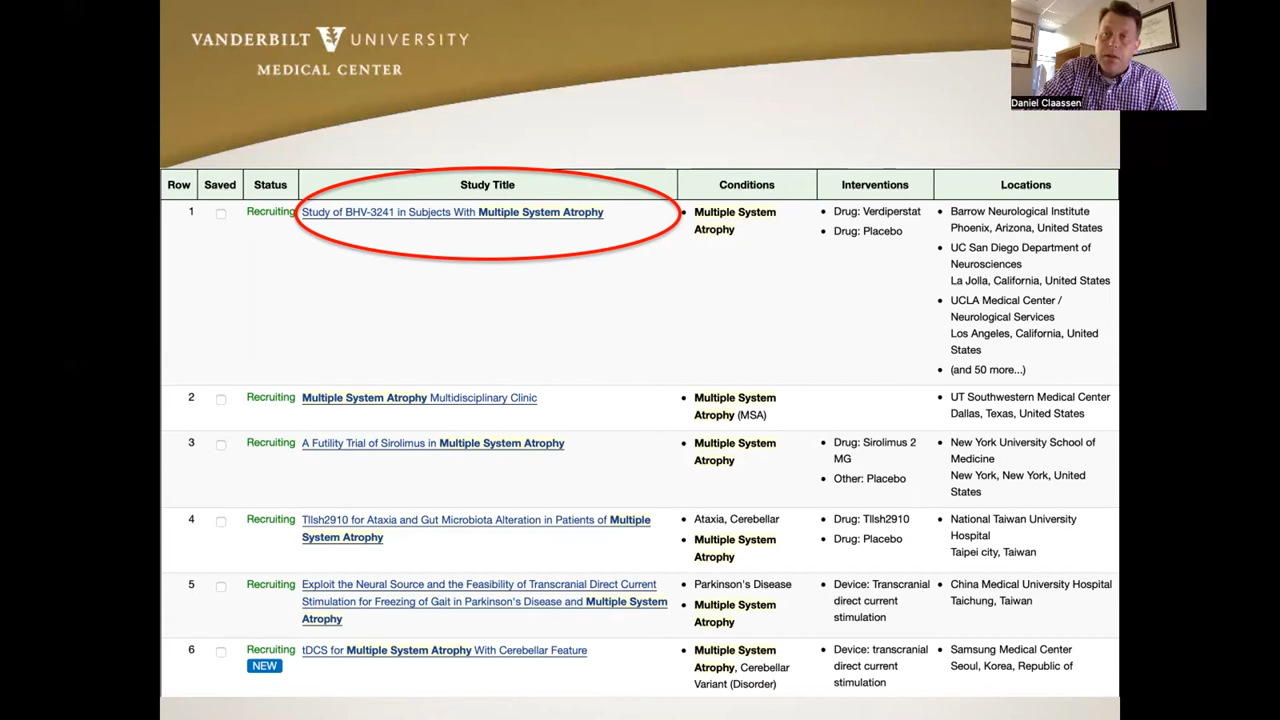 VANDERBILT UNIVERSITY
MEDICAL CENTER
Daniel Claassen
Row Saved Status Study Title Conditions Interventions Locations
1 Recruiting Study of BHV-3241 in Subjects With Multiple System Atrophy
Multiple System
Atrophy
Drug: Verdiperstat
Drug: Placebo
Barrow Neurological Institute
Phoenix, Arizona, United States
UC San Diego Department of
Neurosciences
La Jolla, California, United States
UCLA Medical Center /
Neurological Services
Los Angeles, California, United
States
(and 50 more...)
2 Recruiting Multiple System Atrophy Multidisciplinary Clinic
Multiple System
Atrophy (MSA)
UT Southwestern Medical Center
Dallas, Texas, United States
3 Recruiting A Futility Trial of Sirolimus in Multiple System Atrophy
Multiple System
Atrophy
Drug: Sirolimus 2
MG
Other: Placebo
New York University School of
Medicine
New York, New York, United
States
4 Recruiting Tllsh2910 for Ataxia and Gut Microbiota Alteration in Patients of Multiple
System Atrophy
Ataxia, Cerebellar
Multiple System
Atrophy
Drug: Tllsh2910
Drug: Placebo
National Taiwan University
Hospital
Taipei city, Taiwan
5 Recruiting Exploit the Neural Source and the Feasibility of Transcranial Direct Current
Stimulation for Freezing of Gait in Parkinson's Disease and Multiple System
Atrophy
Parkinson's Disease
Multiple System
Atrophy
Device: Transcranial
direct current
stimulation
China Medical University Hospital
Taichung, Taiwan
6 Recruiting tDCS for Multiple System Atrophy With Cerebellar Feature
NEW
Multiple System
Atrophy, Cerebellar
Variant (Disorder)
Device: transcranial
direct current
stimulation
Samsung Medical Center
Seoul, Korea, Republic of